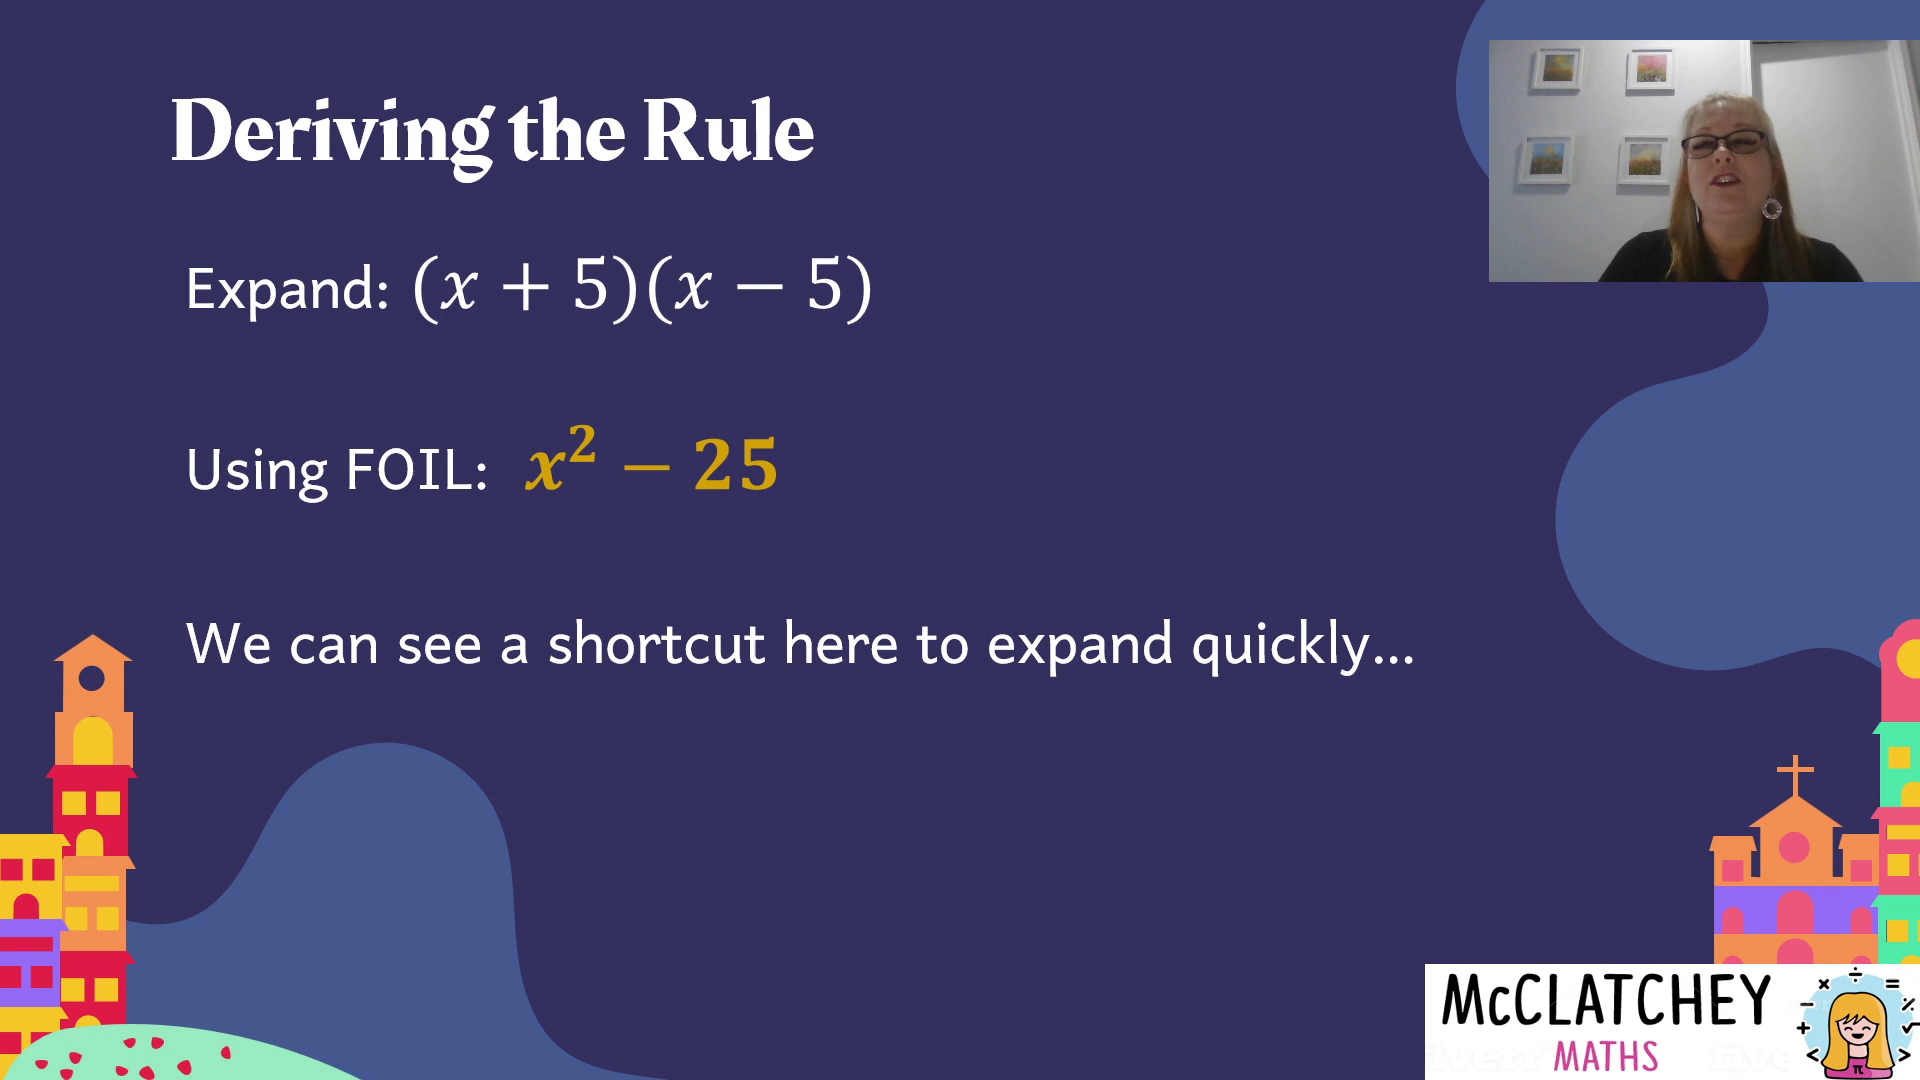 Deriving the Rule
Expand: (x + 5)(x − 5)
Using FOIL: x² − 25
We can see a shortcut here to expand quickly...
McCLATCHEY
MATHS